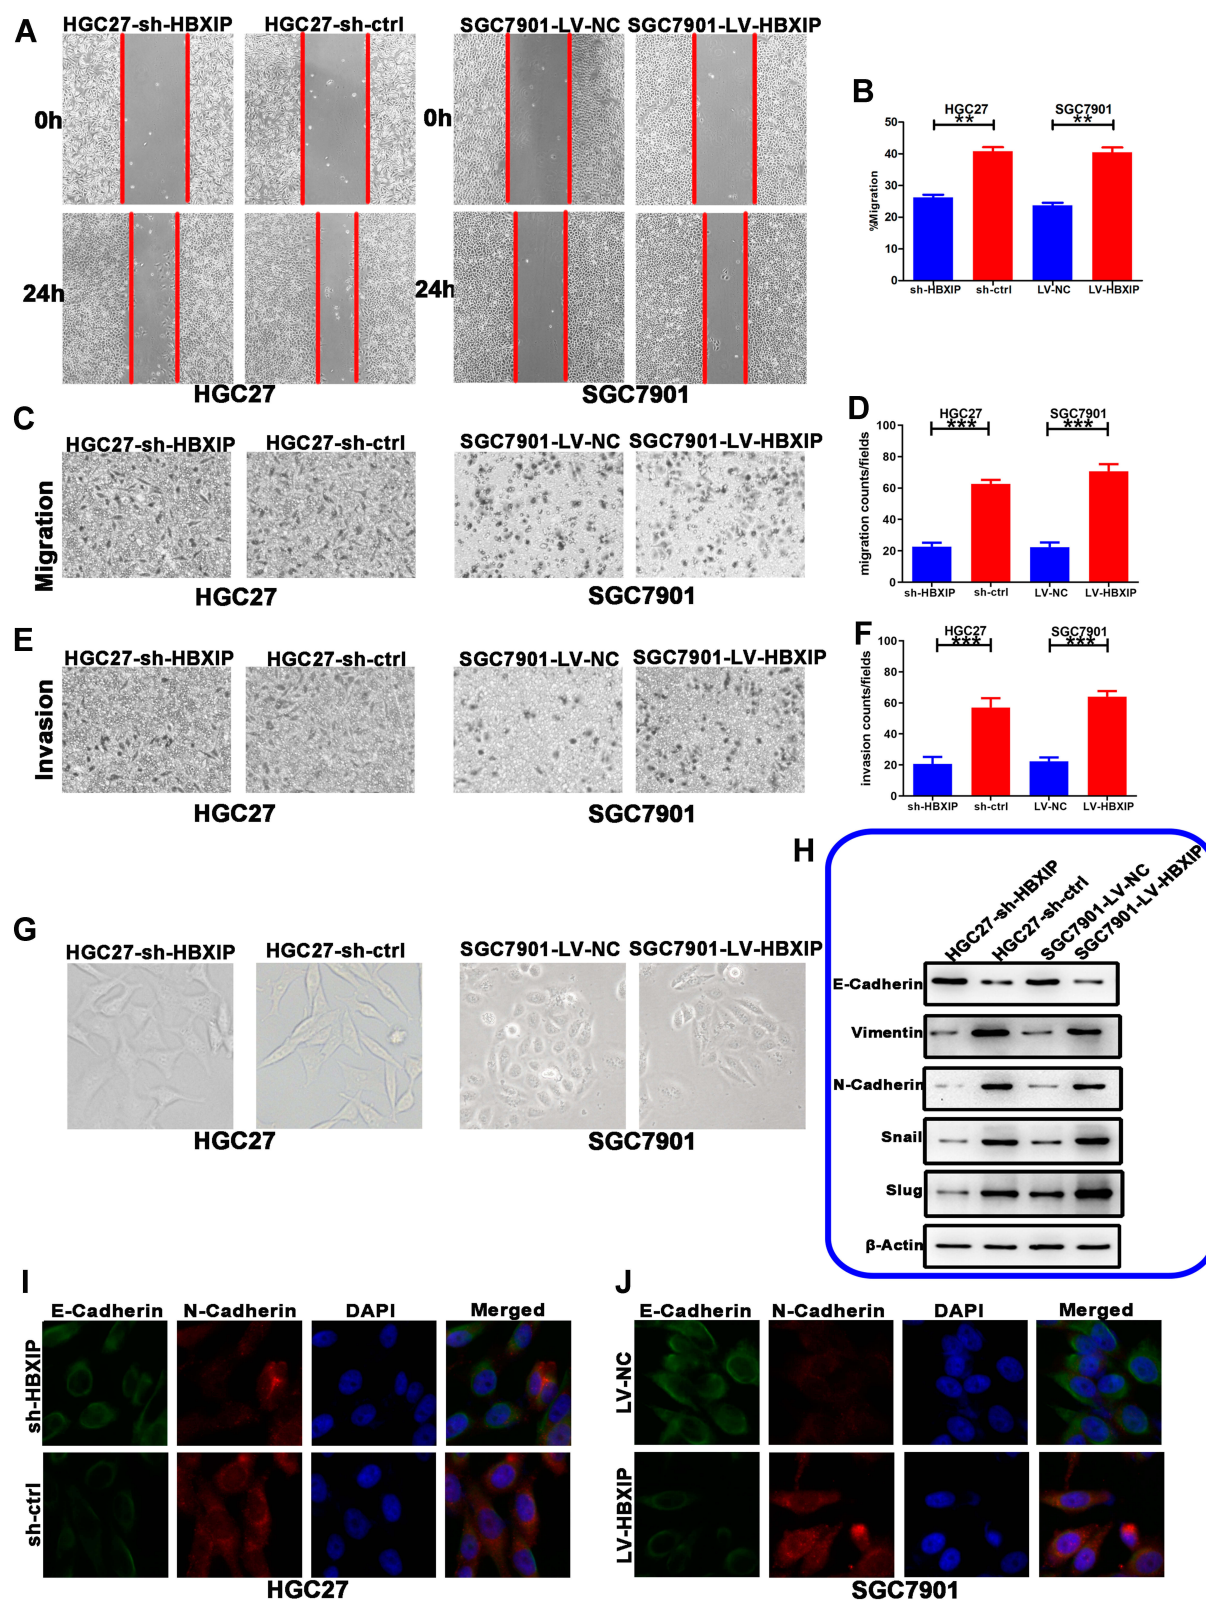 A
HGC27-sh-HBXIP HGC27-sh-ctrl SGC7901-LV-NC SGC7901-LV-HBXIP
0h 0h
24h 24h
HGC27 SGC7901
B
HGC27 SGC7901
** **
50
40
30
20
10
0
%Migration
sh-HBXIP sh-ctrl LV-NC LV-HBXIP
C
HGC27-sh-HBXIP HGC27-sh-ctrl SGC7901-LV-NC SGC7901-LV-HBXIP
Migration
HGC27 SGC7901
D
HGC27 SGC7901
*** ***
100
80
60
40
20
0
migration counts/fields
sh-HBXIP sh-ctrl LV-NC LV-HBXIP
E
HGC27-sh-HBXIP HGC27-sh-ctrl SGC7901-LV-NC SGC7901-LV-HBXIP
Invasion
HGC27 SGC7901
F
HGC27 SGC7901
*** ***
100
80
60
40
20
0
invasion counts/fields
sh-HBXIP sh-ctrl LV-NC LV-HBXIP
G
HGC27-sh-HBXIP HGC27-sh-ctrl SGC7901-LV-NC SGC7901-LV-HBXIP
HGC27 SGC7901
H
HGC27-sh-HBXIP
HGC27-sh-ctrl
SGC7901-LV-NC
SGC7901-LV-HBXIP
E-Cadherin
Vimentin
N-Cadherin
Snail
Slug
β-Actin
I
E-Cadherin N-Cadherin DAPI Merged
sh-HBXIP
sh-ctrl
HGC27
J
E-Cadherin N-Cadherin DAPI Merged
LV-NC
LV-HBXIP
SGC7901